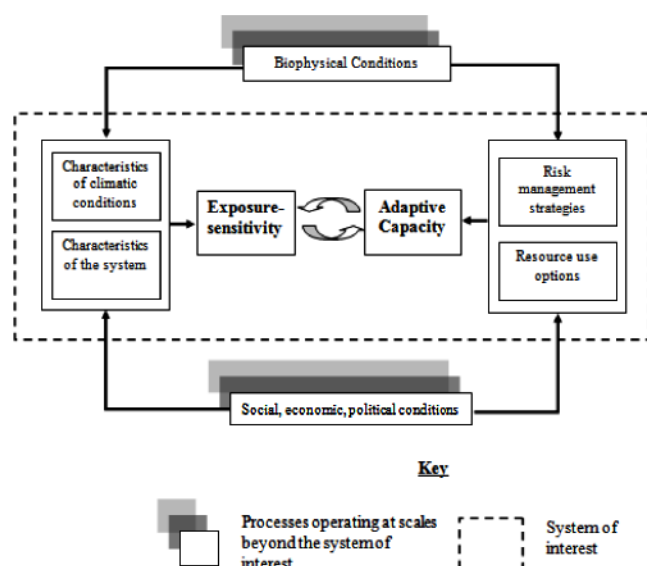 Biophysical Conditions
Characteristics
of climatic
conditions
Characteristics
of the system
Exposure-
sensitivity
Adaptive
Capacity
Risk
management
strategies
Resource use
options
Social, economic, political conditions
Key
Processes operating at scales
beyond the system of
interest
System of
interest